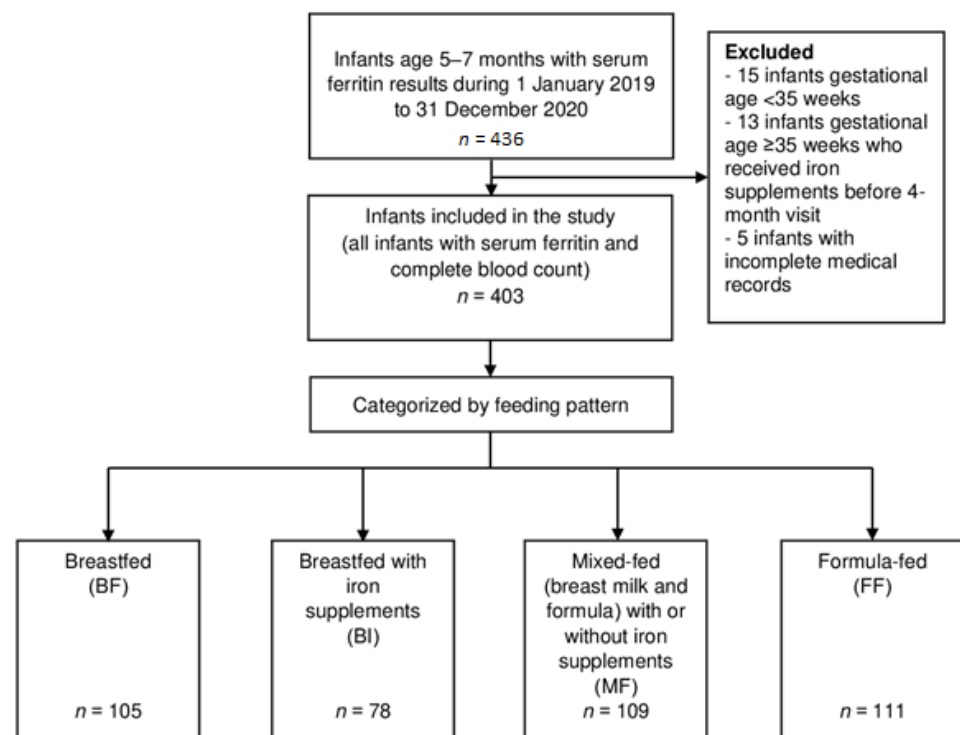 Infants age 5–7 months with serum
ferritin results during 1 January 2019
to 31 December 2020
n = 436
Excluded
- 15 infants gestational
age <35 weeks
- 13 infants gestational
age ≥35 weeks who
received iron
supplements before 4-
month visit
- 5 infants with
incomplete medical
records
Infants included in the study
(all infants with serum ferritin and
complete blood count)
n = 403
Categorized by feeding pattern
Breastfed
(BF)
n = 105
Breastfed with
iron
supplements
(BI)
n = 78
Mixed-fed
(breast milk and
formula) with or
without iron
supplements
(MF)
n = 109
Formula-fed
(FF)
n = 111